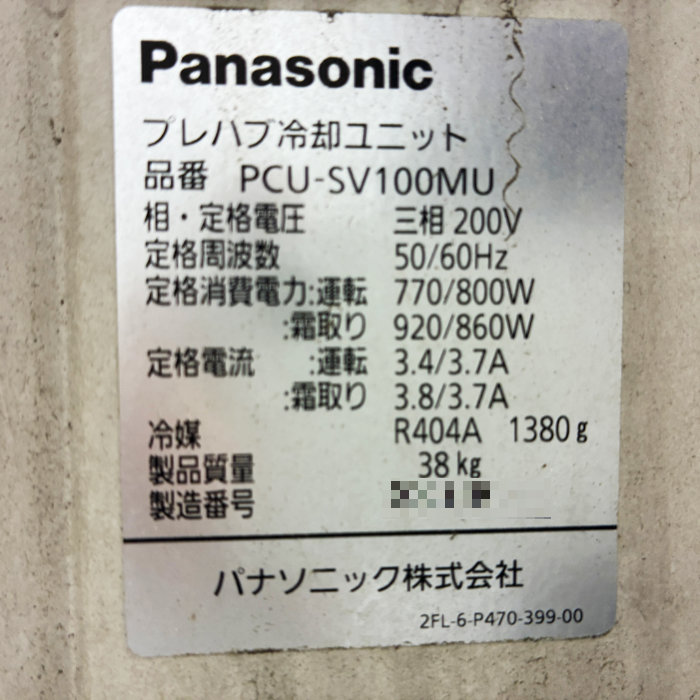 Panasonic
プレハブ冷却ユニット
品番 PCU-SV100MU
相・定格電圧 三相 200V
定格周波数 50/60Hz
定格消費電力:運転 770/800W
:霜取り 920/860W
定格電流 :運転 3.4/3.7A
:霜取り 3.8/3.7A
冷媒 R404A 1380g
製品質量 38kg
製造番号
パナソニック株式会社
2FL-6-P470-399-00